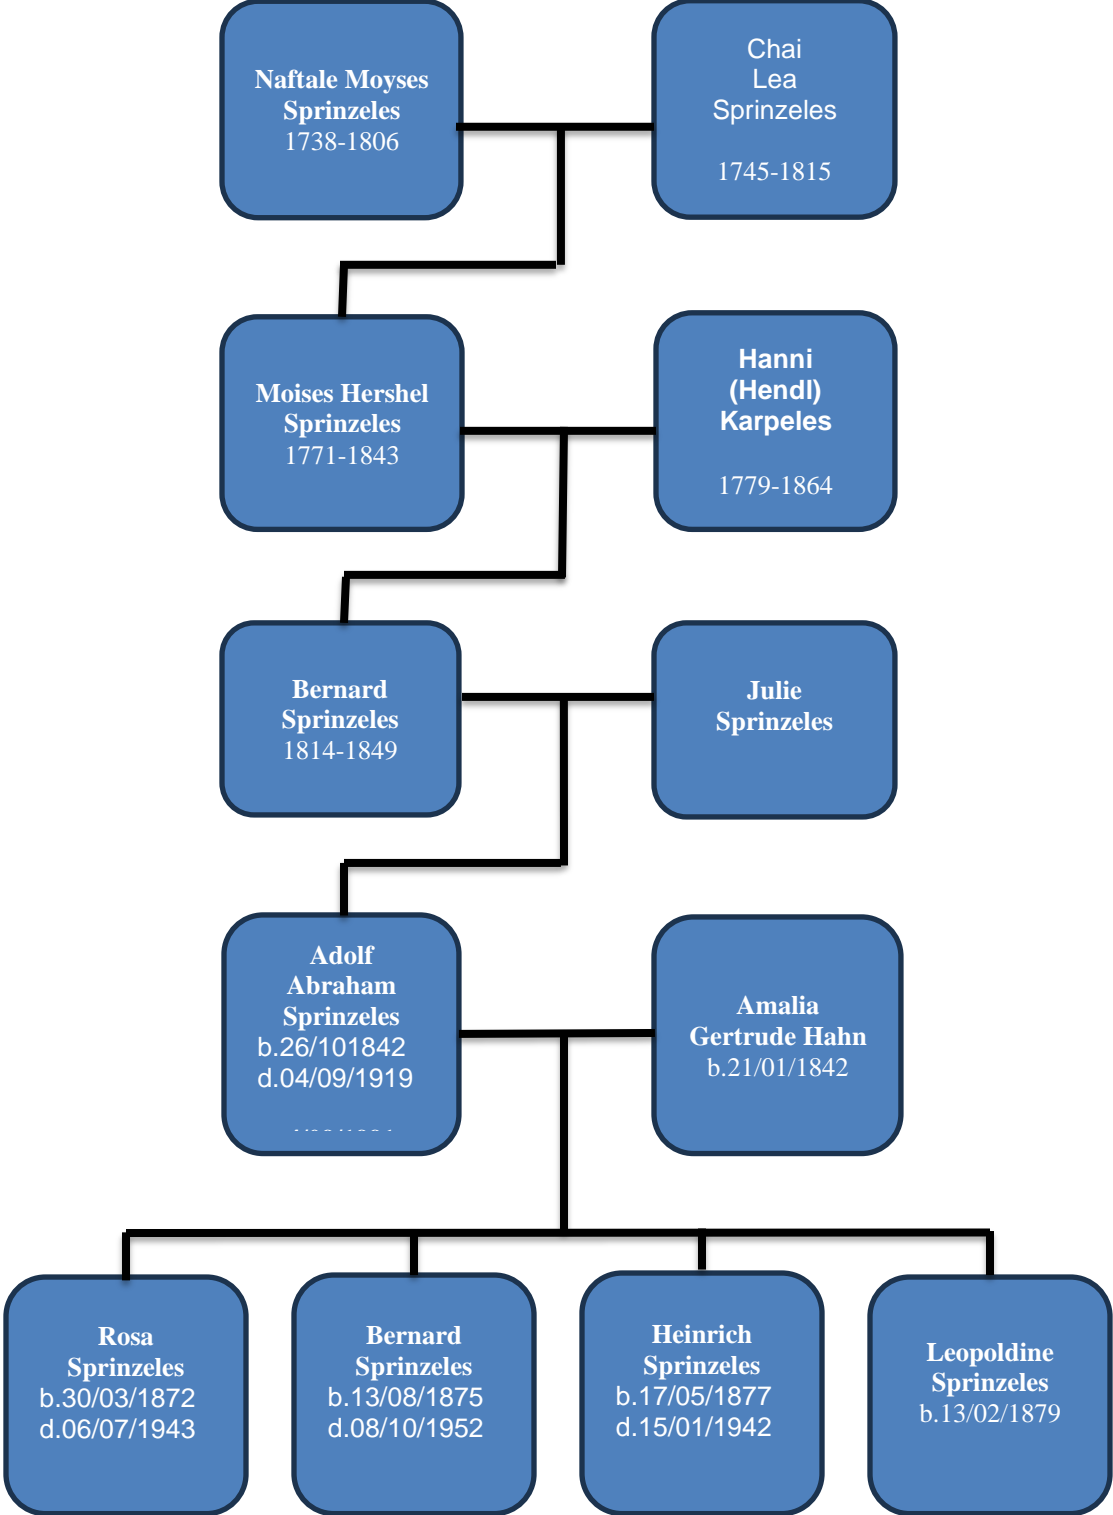 Naftale Moyses
Sprinzeles
1738-1806
Chai
Lea
Sprinzeles
1745-1815
Moises Hershel
Sprinzeles
1771-1843
Hanni
(Hendl)
Karpeles
1779-1864
Bernard
Sprinzeles
1814-1849
Julie
Sprinzeles
Adolf
Abraham
Sprinzeles
b.26/101842
d.04/09/1919
Amalia
Gertrude Hahn
b.21/01/1842
Rosa
Sprinzeles
b.30/03/1872
d.06/07/1943
Bernard
Sprinzeles
b.13/08/1875
d.08/10/1952
Heinrich
Sprinzeles
b.17/05/1877
d.15/01/1942
Leopoldine
Sprinzeles
b.13/02/1879